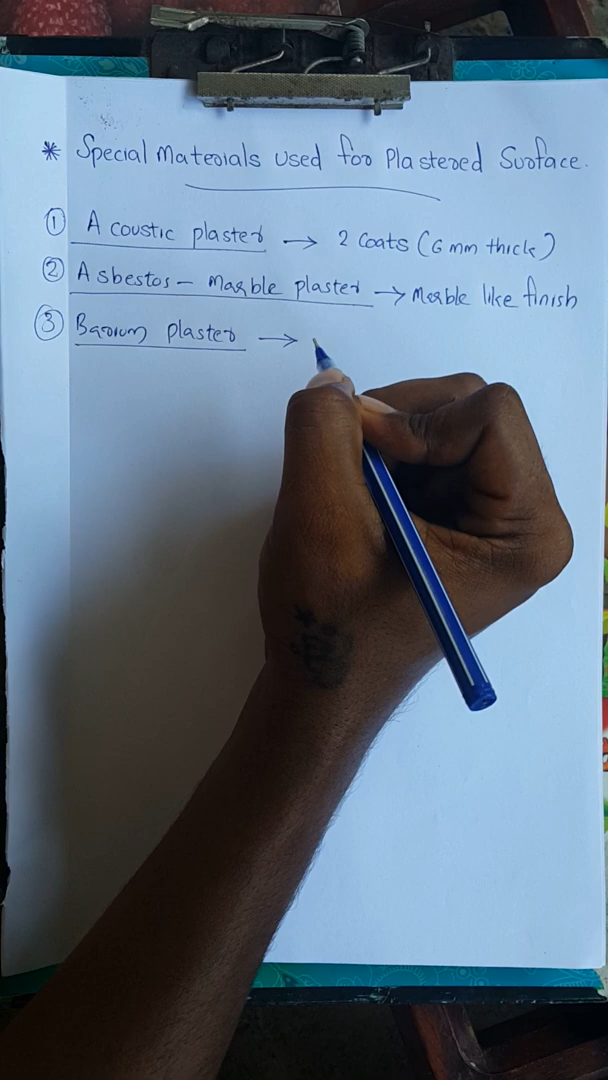 * Special Materials used for Plastered Surface.
① Acoustic plaster → 2 coats (6 mm thick)
② Asbestos - Marble plaster → Marble like finish
③ Barium plaster →